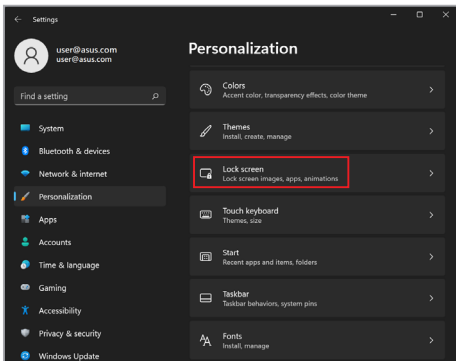 Settings
user@asus.com
user@asus.com
Find a setting
System
Bluetooth & devices
Network & internet
Personalization
Apps
Accounts
Time & language
Gaming
Accessibility
Privacy & security
Windows Update
Personalization
Colors
Accent color, transparency effects, color theme
Themes
Install, create, manage
Lock screen
Lock screen images, apps, animations
Touch keyboard
Themes, size
Start
Recent apps and items, folders
Taskbar
Taskbar behaviors, system pins
Fonts
Install, manage